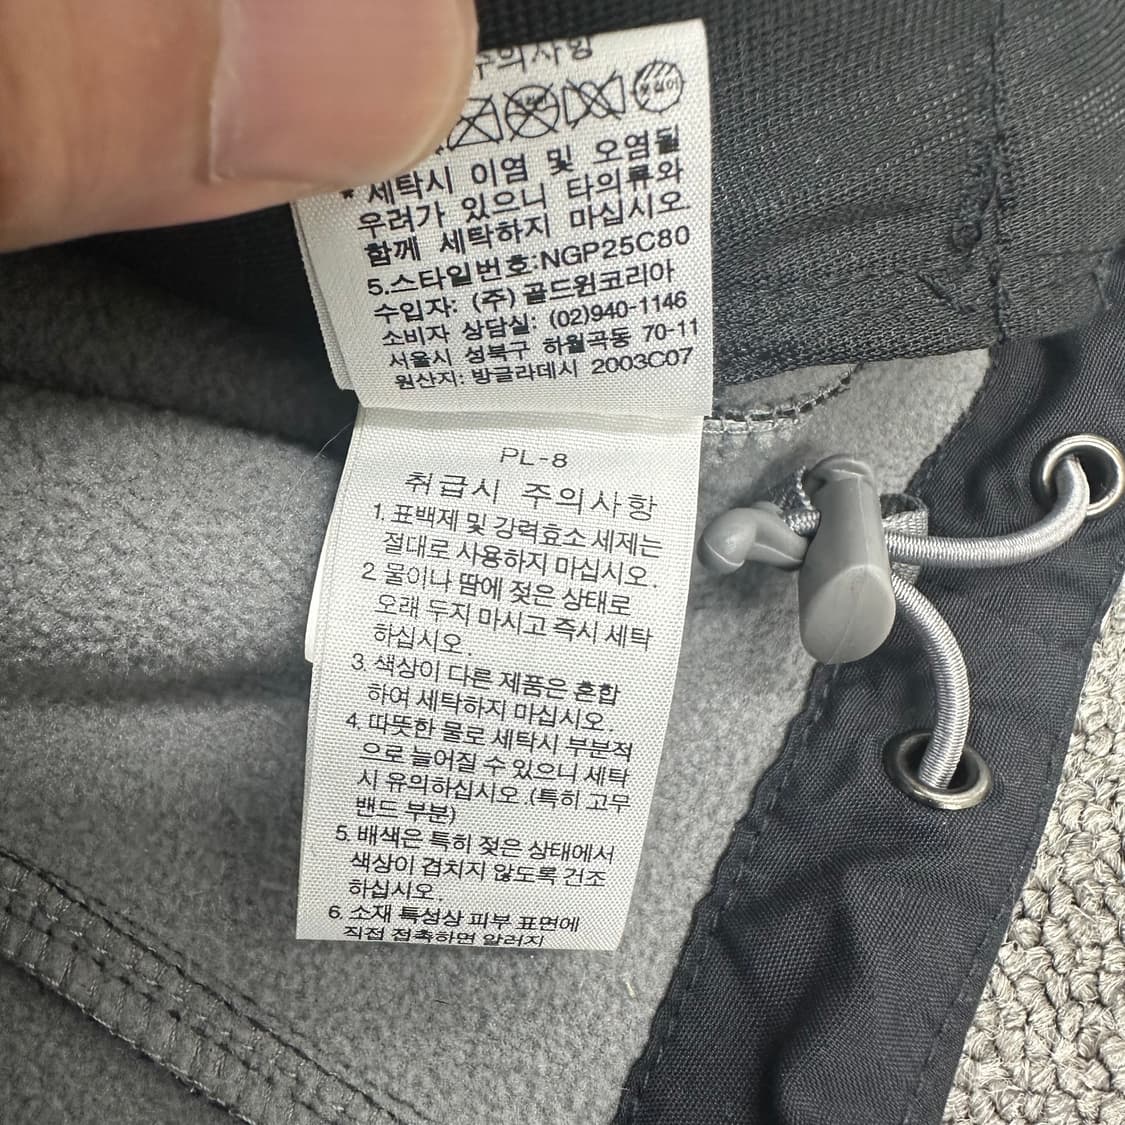 주의사항
* 세탁시 이염 및 오염될
우려가 있으니 타의류와
함께 세탁하지 마십시오
5.스타일번호:NGP25C80
수입자: (주) 골드윈코리아
소비자 상담실: (02)940-1146
서울시 성북구 하월곡동 70-11
원산지: 방글라데시 2003C07
PL-8
취급시 주의사항
1. 표백제 및 강력효소 세제는
절대로 사용하지 마십시오.
2 물이나 땀에 젖은 상태로
오래 두지 마시고 즉시 세탁
하십시오.
3. 색상이 다른 제품은 혼합
하여 세탁하지 마십시오.
4. 따뜻한 물로 세탁시 부분적
으로 늘어질 수 있으니 세탁
시 유의하십시오.(특히 고무
밴드 부분)
5. 배색은 특히 젖은 상태에서
색상이 겹치지 않도록 건조
하십시오.
6. 소재 특성상 피부 표면에
직접 접촉하면 알러지